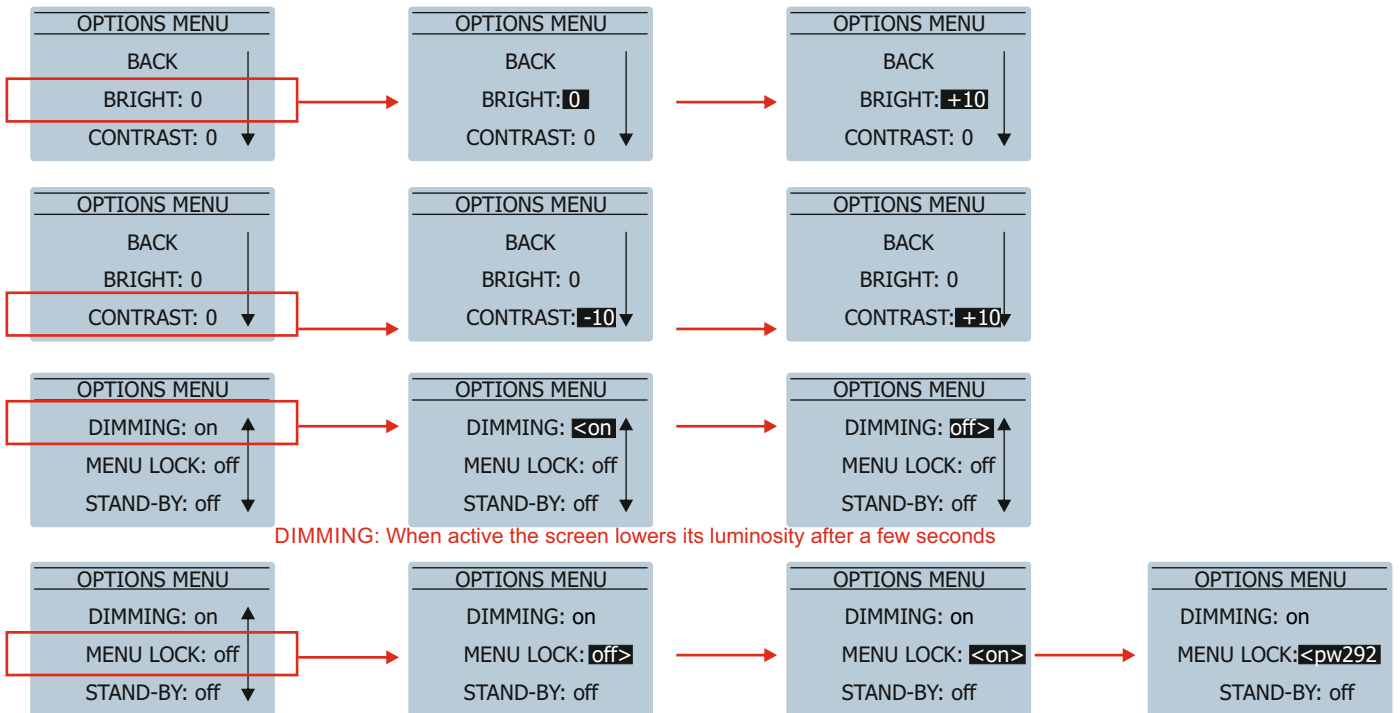 OPTIONS MENU
BACK
BRIGHT: 0
CONTRAST: 0
OPTIONS MENU
BACK
BRIGHT: 0
CONTRAST: 0
OPTIONS MENU
BACK
BRIGHT: +10
CONTRAST: 0
OPTIONS MENU
BACK
BRIGHT: 0
CONTRAST: 0
OPTIONS MENU
BACK
BRIGHT: 0
CONTRAST: -10
OPTIONS MENU
BACK
BRIGHT: 0
CONTRAST: +10
OPTIONS MENU
DIMMING: on
MENU LOCK: off
STAND-BY: off
OPTIONS MENU
DIMMING: <on
MENU LOCK: off
STAND-BY: off
OPTIONS MENU
DIMMING: off>
MENU LOCK: off
STAND-BY: off
DIMMING: When active the screen lowers its luminosity after a few seconds
OPTIONS MENU
DIMMING: on
MENU LOCK: off
STAND-BY: off
OPTIONS MENU
DIMMING: on
MENU LOCK: off>
STAND-BY: off
OPTIONS MENU
DIMMING: on
MENU LOCK: <on>
STAND-BY: off
OPTIONS MENU
DIMMING: on
MENU LOCK:<pw292
STAND-BY: off